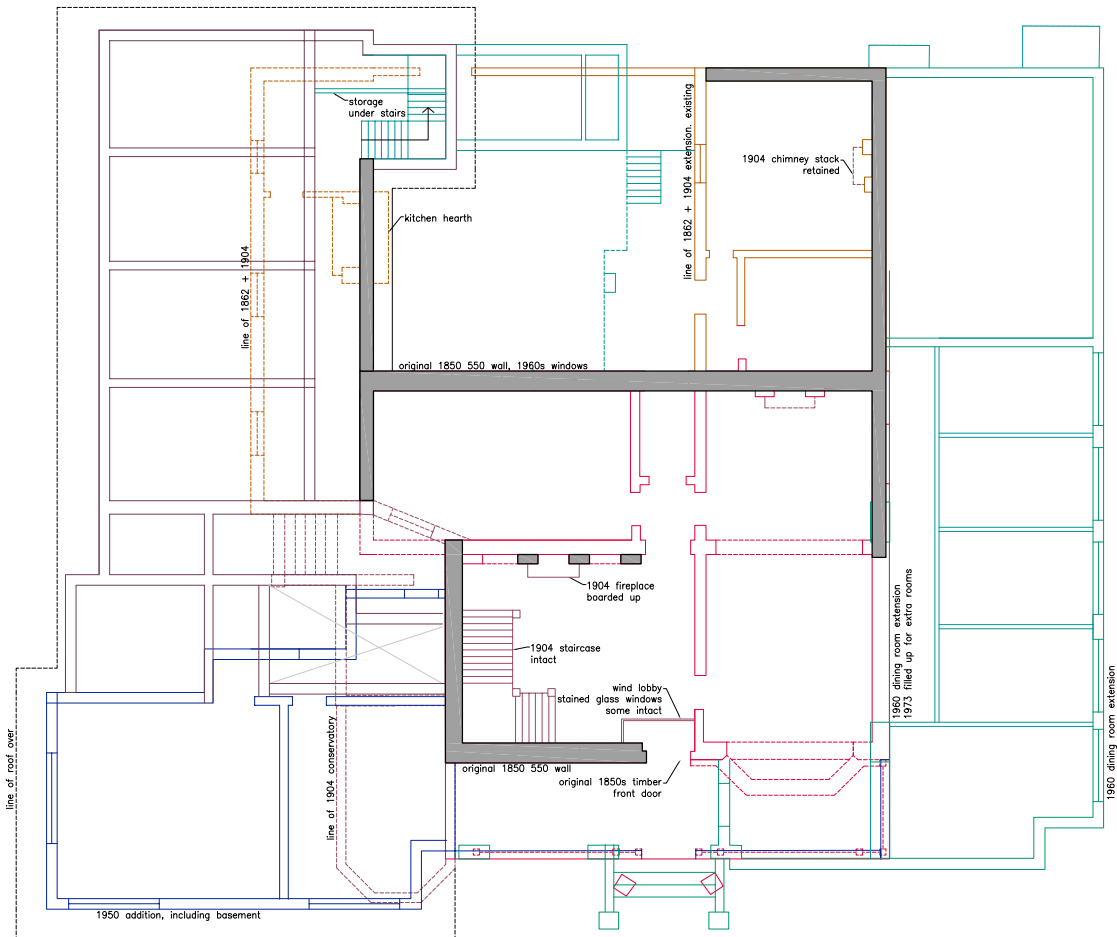 storage
under stairs
line of 1862 + 1904 extension. existing
1904 chimney stack
retained
kitchen hearth
line of 1862 + 1904
original 1850 550 wall, 1960s windows
1904 fireplace
boarded up
1904 staircase
intact
wind lobby
stained glass windows
some intact
1960 dining room extension
1973 filled up for extra rooms
1960 dining room extension
line of roof over
line of 1904 conservatory
original 1850 550 wall
original 1850s timber
front door
1950 addition, including basement